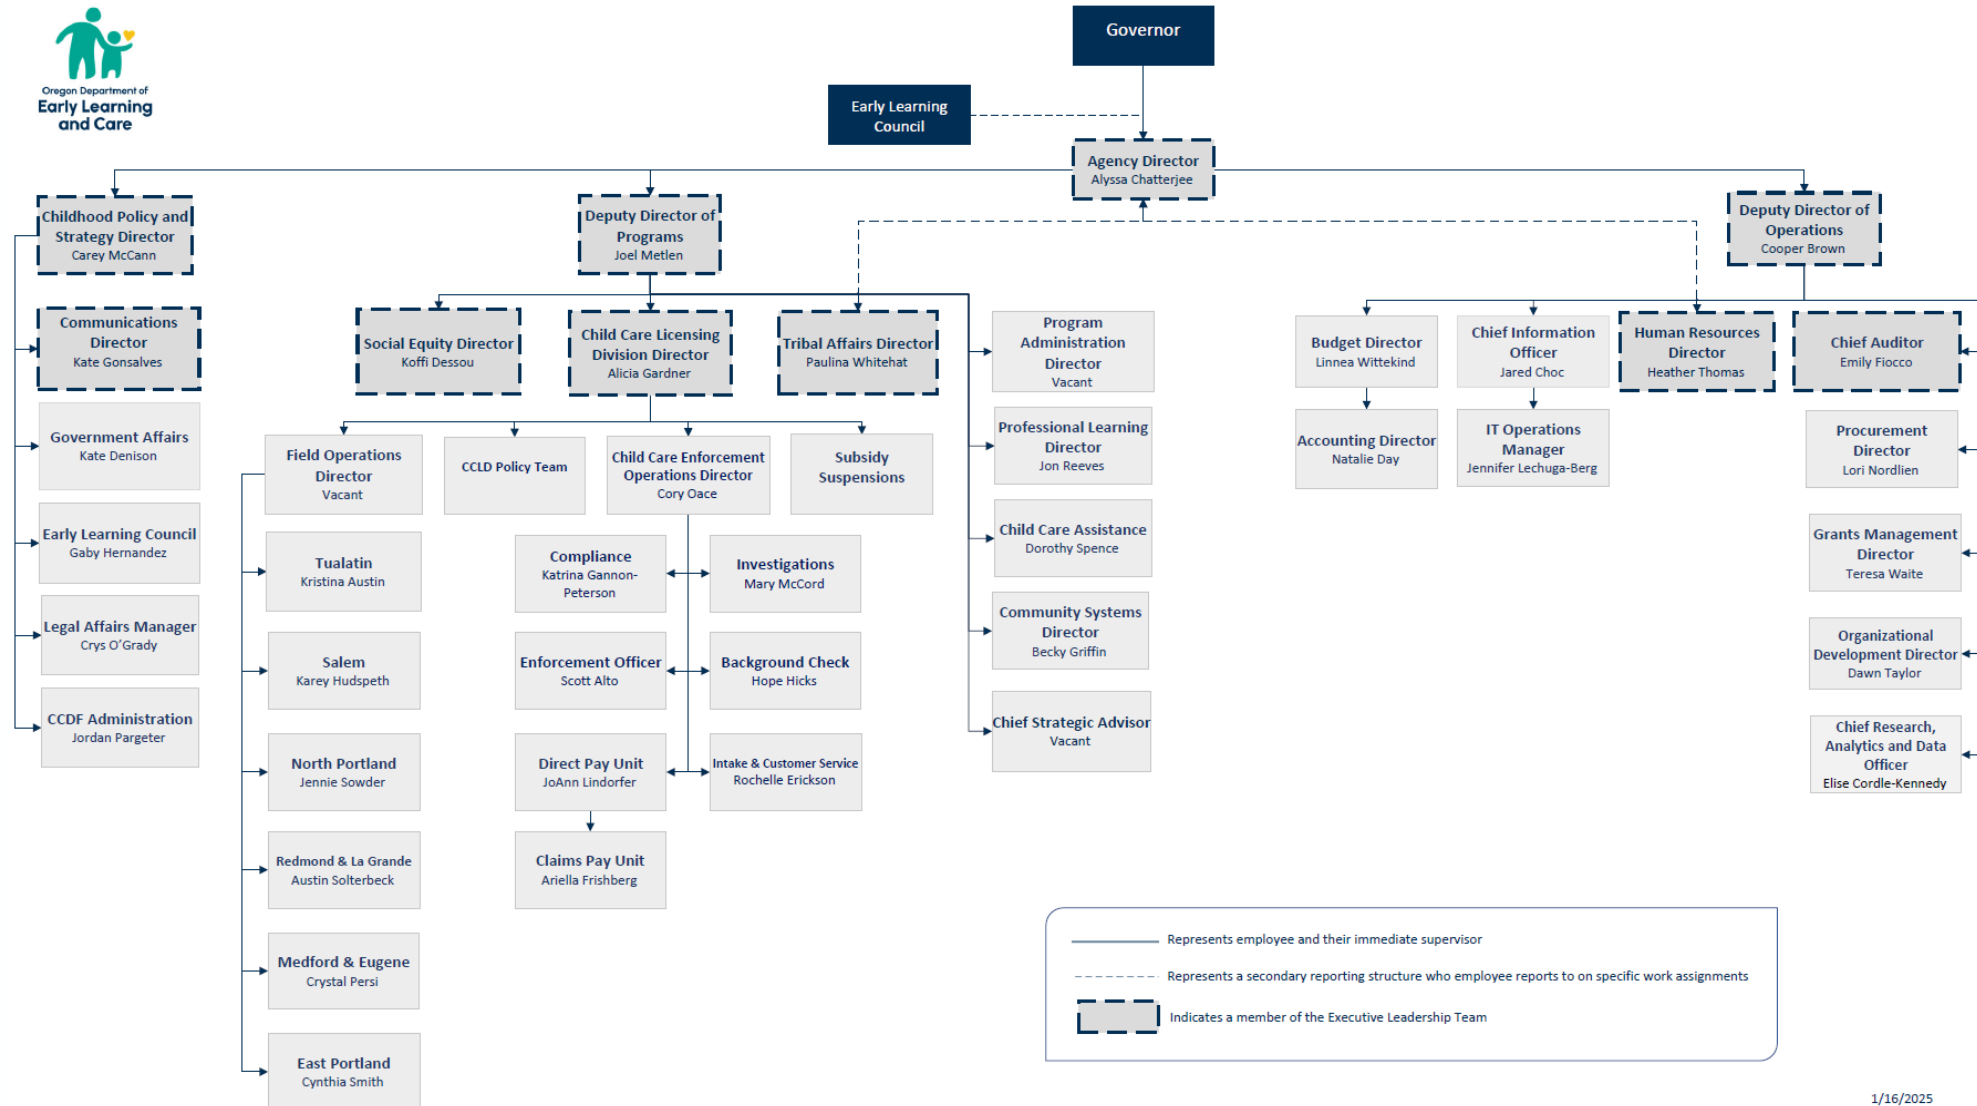 Oregon Department of
Early Learning
and Care
Governor
Early Learning
Council
Agency Director
Alyssa Chatterjee
Childhood Policy and
Strategy Director
Carey McCann
Deputy Director of
Programs
Joel Metlen
Deputy Director of
Operations
Cooper Brown
Communications
Director
Kate Gonsalves
Government Affairs
Kate Denison
Early Learning Council
Gaby Hernandez
Legal Affairs Manager
Crys O'Grady
CCDF Administration
Jordan Pargeter
Social Equity Director
Koffi Dessou
Child Care Licensing
Division Director
Alicia Gardner
Tribal Affairs Director
Paulina Whitehat
Field Operations
Director
Vacant
CCLD Policy Team
Child Care Enforcement
Operations Director
Cory Oace
Subsidy
Suspensions
Tualatin
Kristina Austin
Salem
Karey Hudspeth
North Portland
Jennie Sowder
Redmond & La Grande
Austin Solterbeck
Medford & Eugene
Crystal Persi
East Portland
Cynthia Smith
Compliance
Katrina Gannon-
Peterson
Investigations
Mary McCord
Enforcement Officer
Scott Alto
Background Check
Hope Hicks
Direct Pay Unit
JoAnn Lindorfer
Intake & Customer Service
Rochelle Erickson
Claims Pay Unit
Ariella Frishberg
Program
Administration
Director
Vacant
Professional Learning
Director
Jon Reeves
Child Care Assistance
Dorothy Spence
Community Systems
Director
Becky Griffin
Chief Strategic Advisor
Vacant
Budget Director
Linnea Wittekind
Chief Information
Officer
Jared Choc
Human Resources
Director
Heather Thomas
Chief Auditor
Emily Fiocco
Accounting Director
Natalie Day
IT Operations
Manager
Jennifer Lechuga-Berg
Procurement
Director
Lori Nordlien
Grants Management
Director
Teresa Waite
Organizational
Development Director
Dawn Taylor
Chief Research,
Analytics and Data
Officer
Elise Cordle-Kennedy
Represents employee and their immediate supervisor
Represents a secondary reporting structure who employee reports to on specific work assignments
Indicates a member of the Executive Leadership Team
1/16/2025